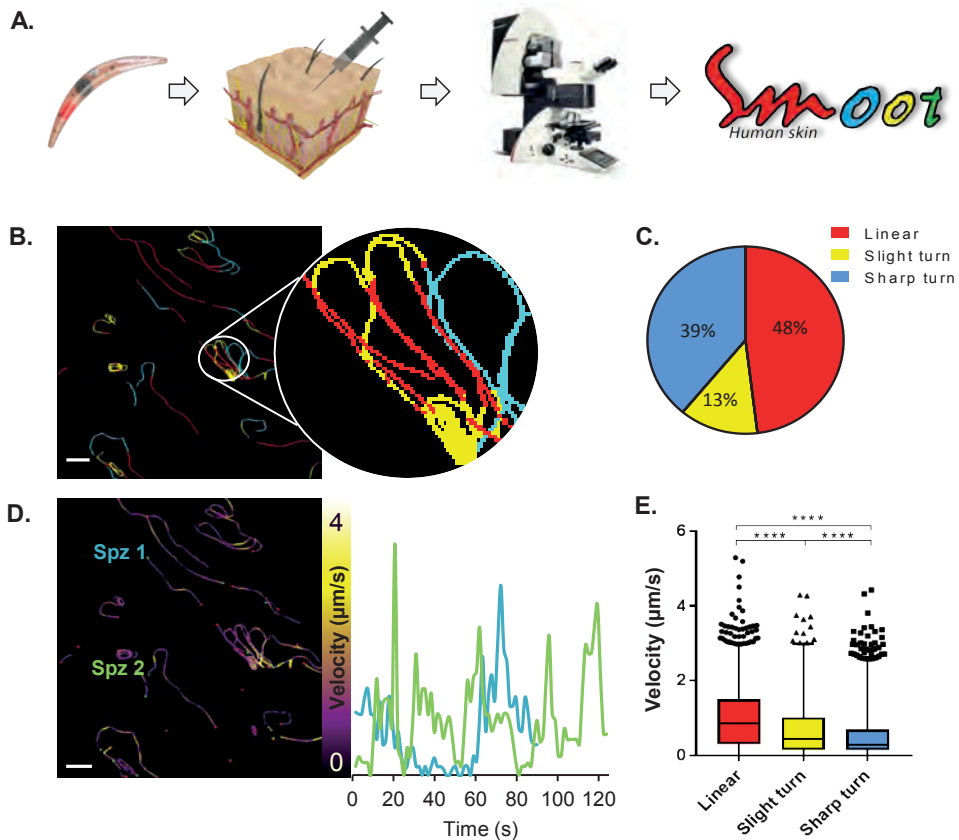 A.
Smoot
Human skin
B.
C.
Linear
Slight turn
Sharp turn
39%
48%
13%
D.
Spz 1
Spz 2
4
Velocity (μm/s)
0
0 20 40 60 80 100 120
Time (s)
E.
****
**** ****
6
4
2
0
Velocity (μm/s)
Linear
Slight turn
Sharp turn